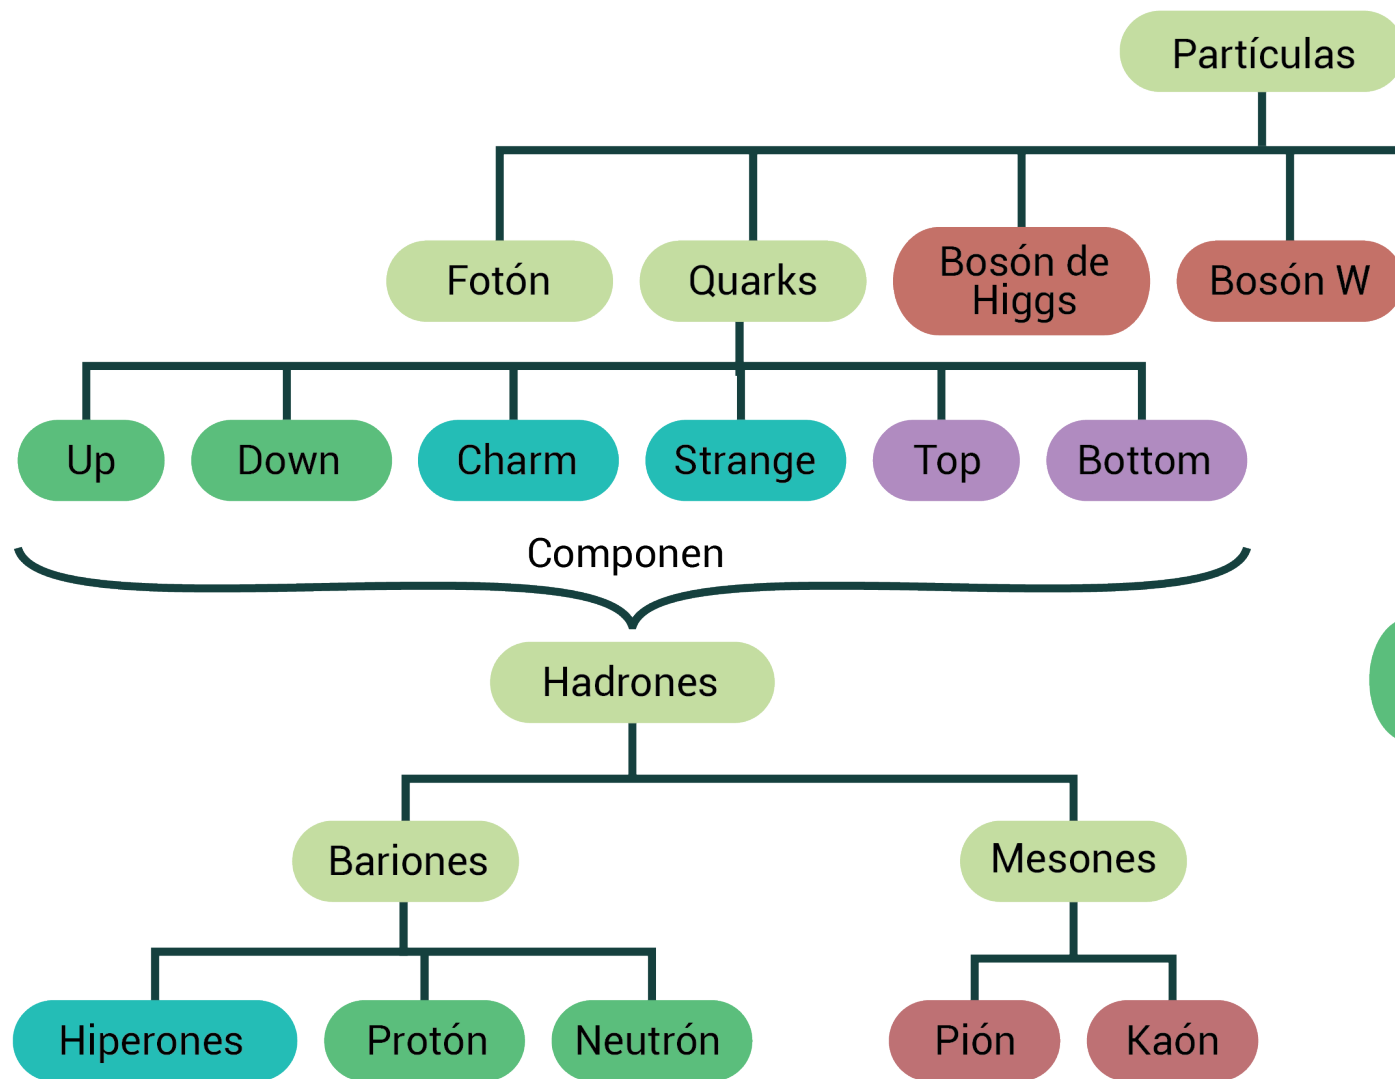 Partículas
Fotón
Quarks
Bosón de
Higgs
Bosón W
Up
Down
Charm
Strange
Top
Bottom
Componen
Hadrones
Bariones
Mesones
Hiperones
Protón
Neutrón
Pión
Kaón